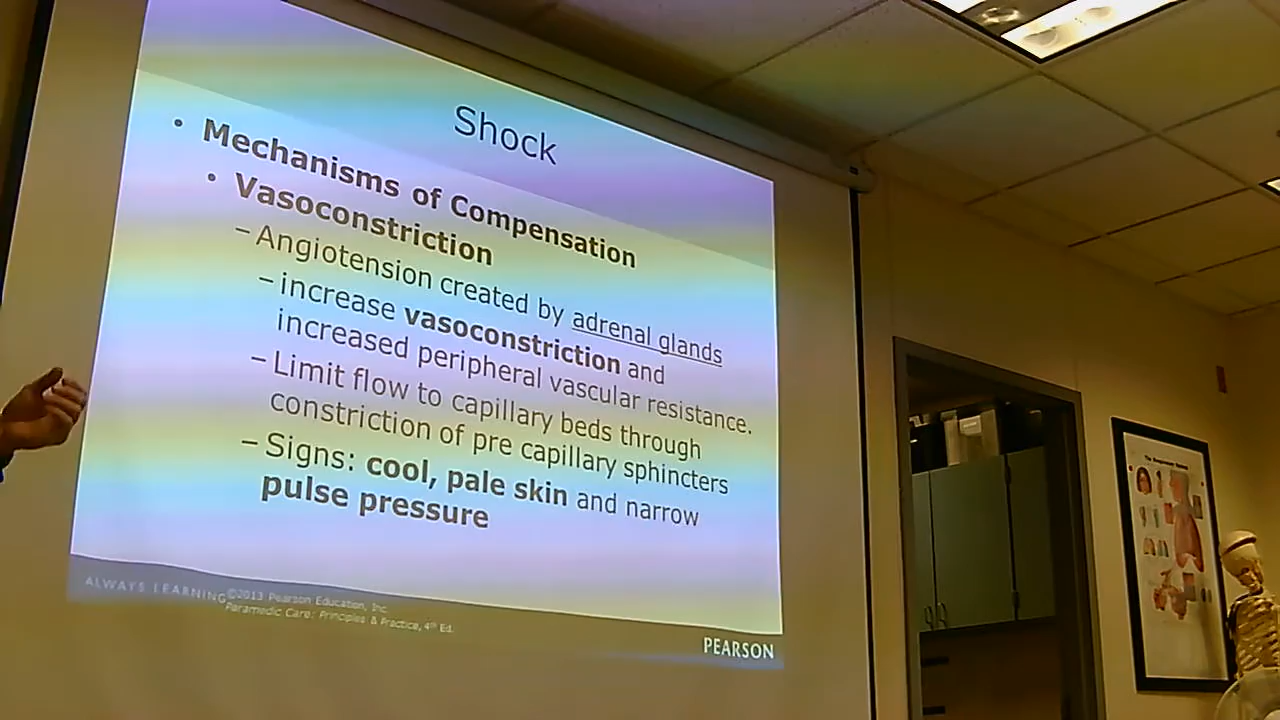 Shock
• Mechanisms of Compensation
• Vasoconstriction
– Angiotension created by adrenal glands
– increase vasoconstriction and
increased peripheral vascular resistance.
– Limit flow to capillary beds through
constriction of pre capillary sphincters
– Signs: cool, pale skin and narrow
pulse pressure
ALWAYS LEARNING
©2013 Pearson Education, Inc.
Paramedic Care: Principles & Practice, 4th Ed.
PEARSON